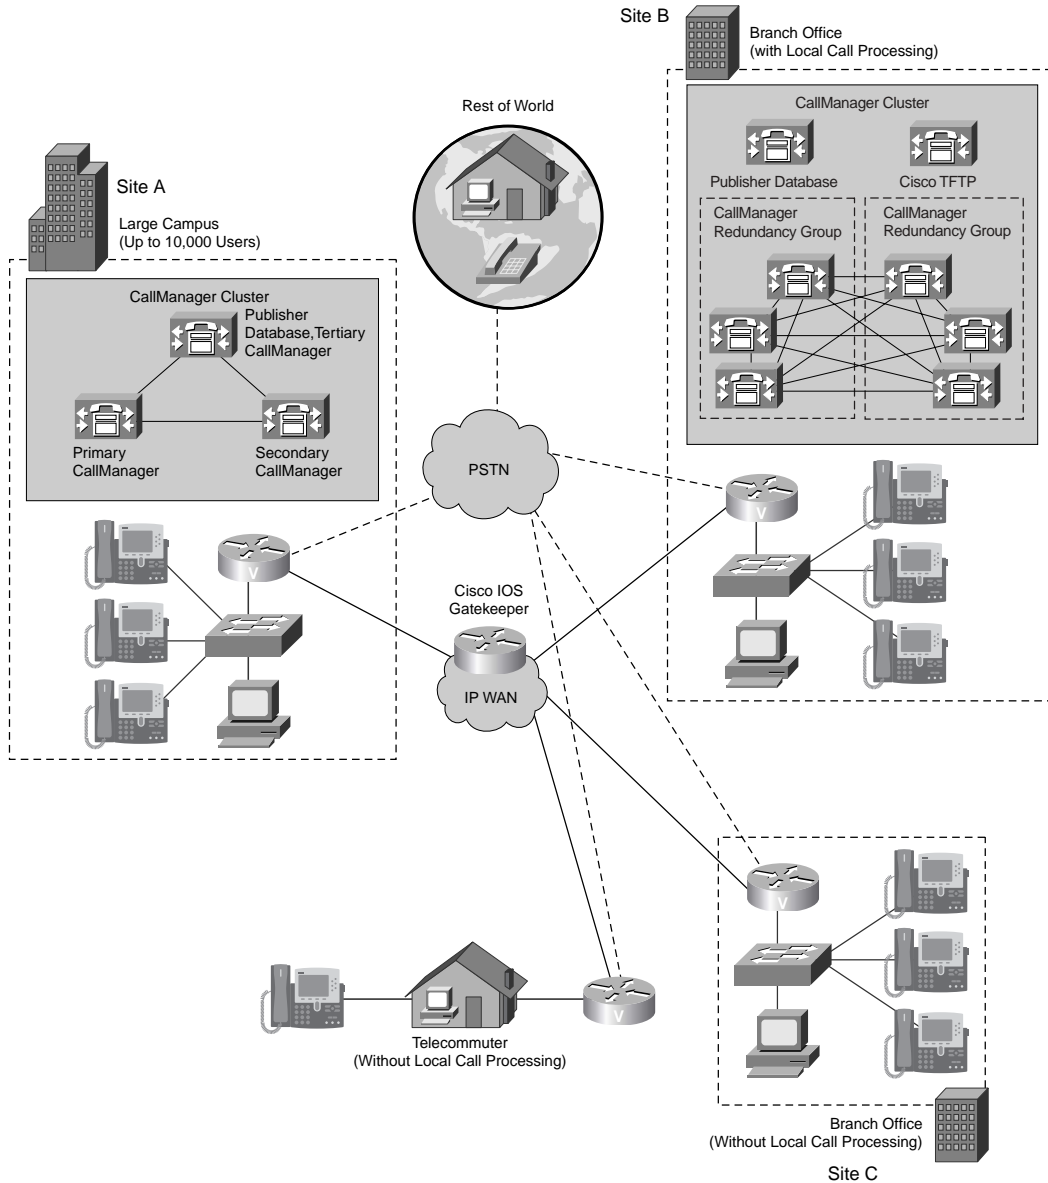 Site B
Branch Office
(with Local Call Processing)
CallManager Cluster
Publisher Database
Cisco TFTP
CallManager
Redundancy Group
CallManager
Redundancy Group
Rest of World
Site A
Large Campus
(Up to 10,000 Users)
CallManager Cluster
Publisher
Database,Tertiary
CallManager
Primary
CallManager
Secondary
CallManager
PSTN
V
V
Cisco IOS
Gatekeeper
IP WAN
V
V
Telecommuter
(Without Local Call Processing)
Branch Office
(Without Local Call Processing)
Site C